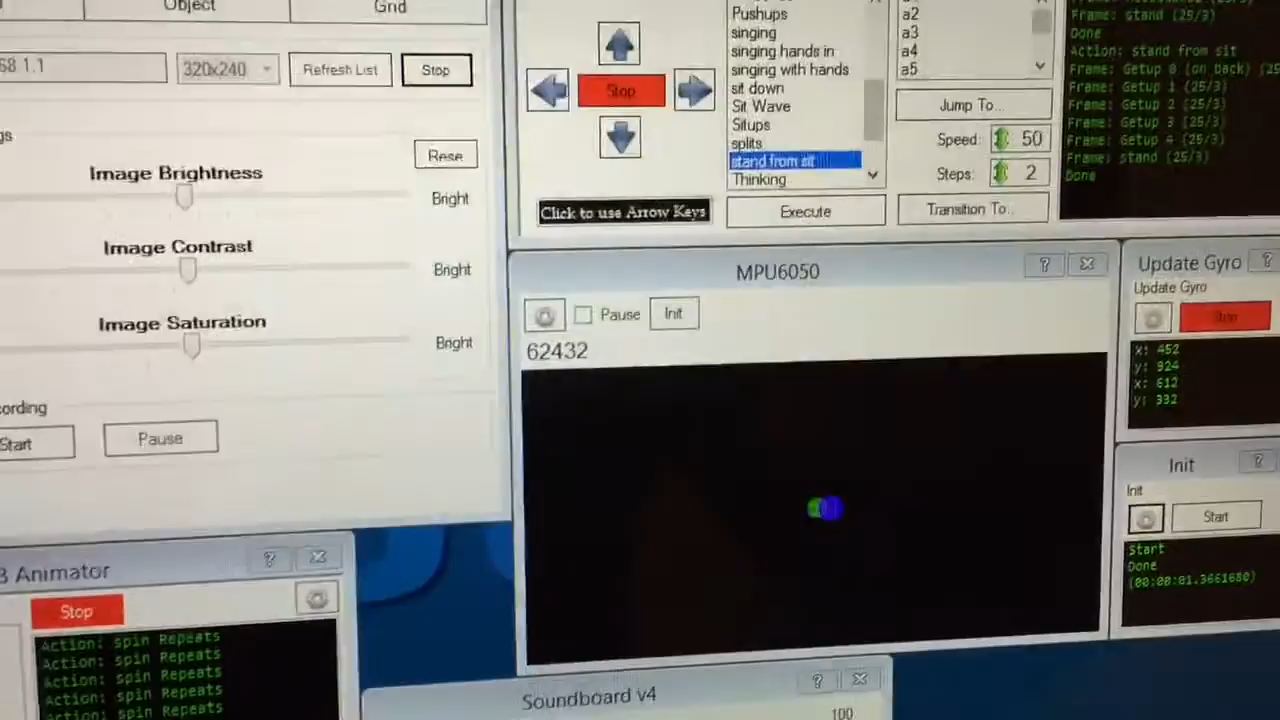 Object
Grid
68 1.1
320x240
Refresh List
Stop
gs
Rese
Image Brightness
Bright
Image Contrast
Bright
Image Saturation
Bright
cording
Start
Pause
Stop
Click to use Arrow Keys
Pushups
singing
singing hands in
singing with hands
sit down
Sit Wave
Situps
splits
stand from sit
Thinking
Execute
a2
a3
a4
a5
Jump To...
Speed: 50
Steps: 2
Transition To...
Frame: stand (25/3)
Done
Action: stand from sit
Frame: Getup 0 (on back) (25
Frame: Getup 1 (25/3)
Frame: Getup 2 (25/3)
Frame: Getup 3 (25/3)
Frame: Getup 4 (25/3)
Frame: stand (25/3)
Done
MPU6050
Pause
Init
62432
Update Gyro
Update Gyro
Stop
x: 452
y: 924
x: 612
y: 332
Init
Init
Start
Start
Done
(00:00:01.3661680)
Animator
Stop
Action: spin Repeats
Action: spin Repeats
Action: spin Repeats
Action: spin Repeats
Action: spin Repeats
Soundboard v4
100